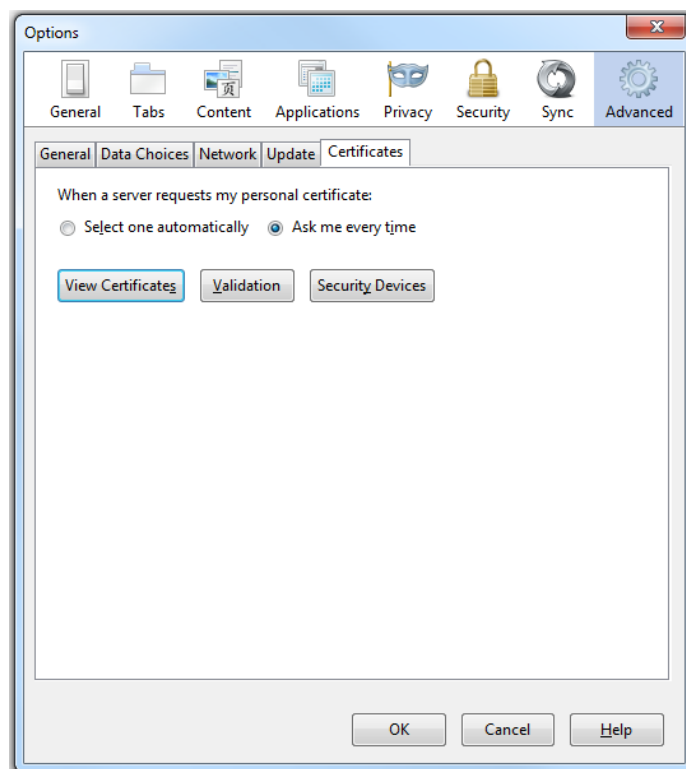 Options
General Tabs Content Applications Privacy Security Sync Advanced
General Data Choices Network Update Certificates
When a server requests my personal certificate:
Select one automatically Ask me every time
View Certificates Validation Security Devices
OK Cancel Help
页